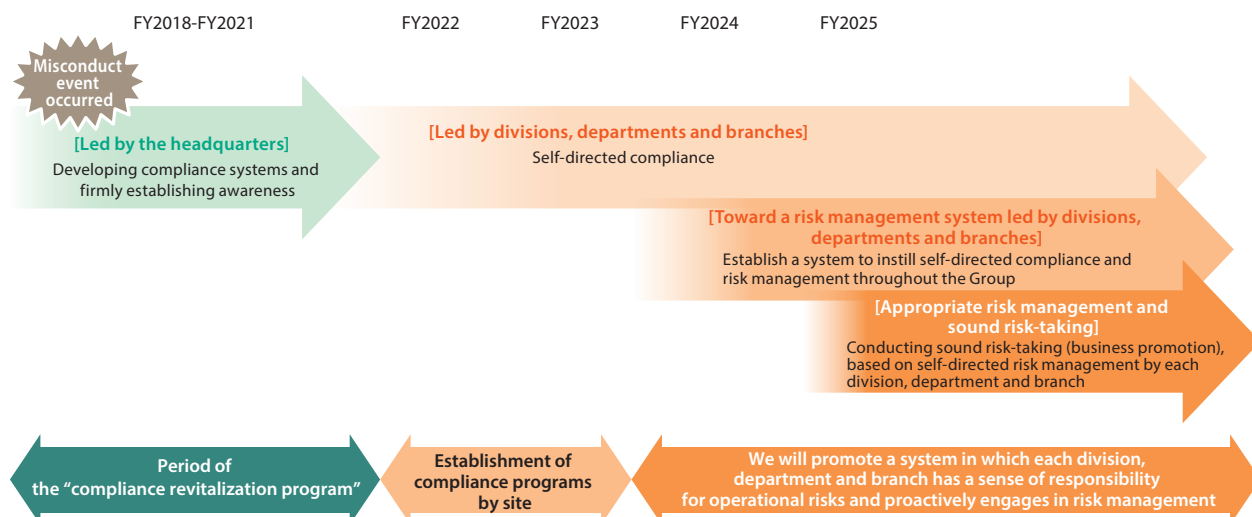 FY2018-FY2021
FY2022
FY2023
FY2024
FY2025
Misconduct
event
occurred
[Led by the headquarters]
Developing compliance systems and
firmly establishing awareness
[Led by divisions, departments and branches]
Self-directed compliance
[Toward a risk management system led by divisions,
departments and branches]
Establish a system to instill self-directed compliance and
risk management throughout the Group
[Appropriate risk management and
sound risk-taking]
Conducting sound risk-taking (business promotion),
based on self-directed risk management by each
division, department and branch
Period of
the “compliance revitalization program”
Establishment of
compliance programs
by site
We will promote a system in which each division,
department and branch has a sense of responsibility
for operational risks and proactively engages in risk management